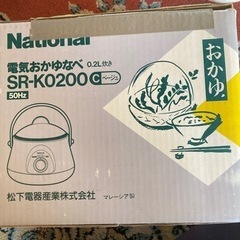 National
電気おかゆなべ 0.2L炊き
SR-K0200 C ベージュ
50Hz
おかゆ
松下電器産業株式会社 マレーシア製